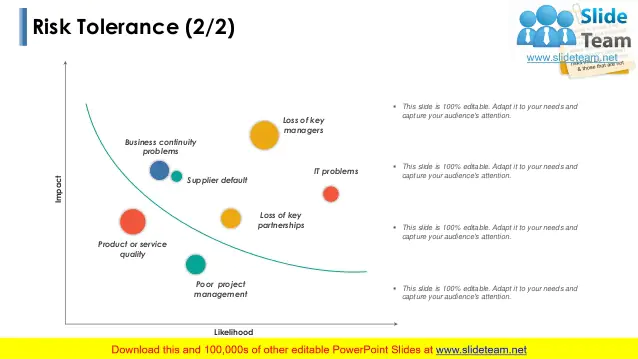 Risk Tolerance (2/2)
Slide
Team
www.slideteam.net
& those that are not
Impact
Loss of key
managers
Business continuity
problems
Supplier default
IT problems
Loss of key
partnerships
Product or service
quality
Poor project
management
Likelihood
▪ This slide is 100% editable. Adapt it to your needs and
capture your audience's attention.
▪ This slide is 100% editable. Adapt it to your needs and
capture your audience's attention.
▪ This slide is 100% editable. Adapt it to your needs and
capture your audience's attention.
▪ This slide is 100% editable. Adapt it to your needs and
capture your audience's attention.
Download this and 100,000s of other editable PowerPoint Slides at www.slideteam.net